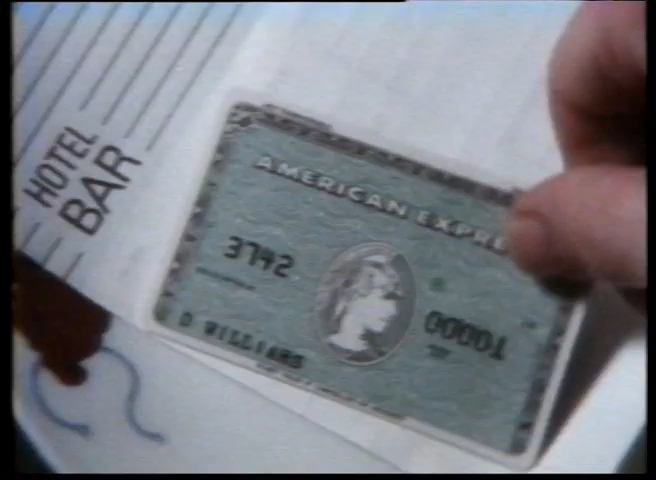 HOTEL
BAR
AMERICAN EXPRE
3742
00001
D WILLIAMS